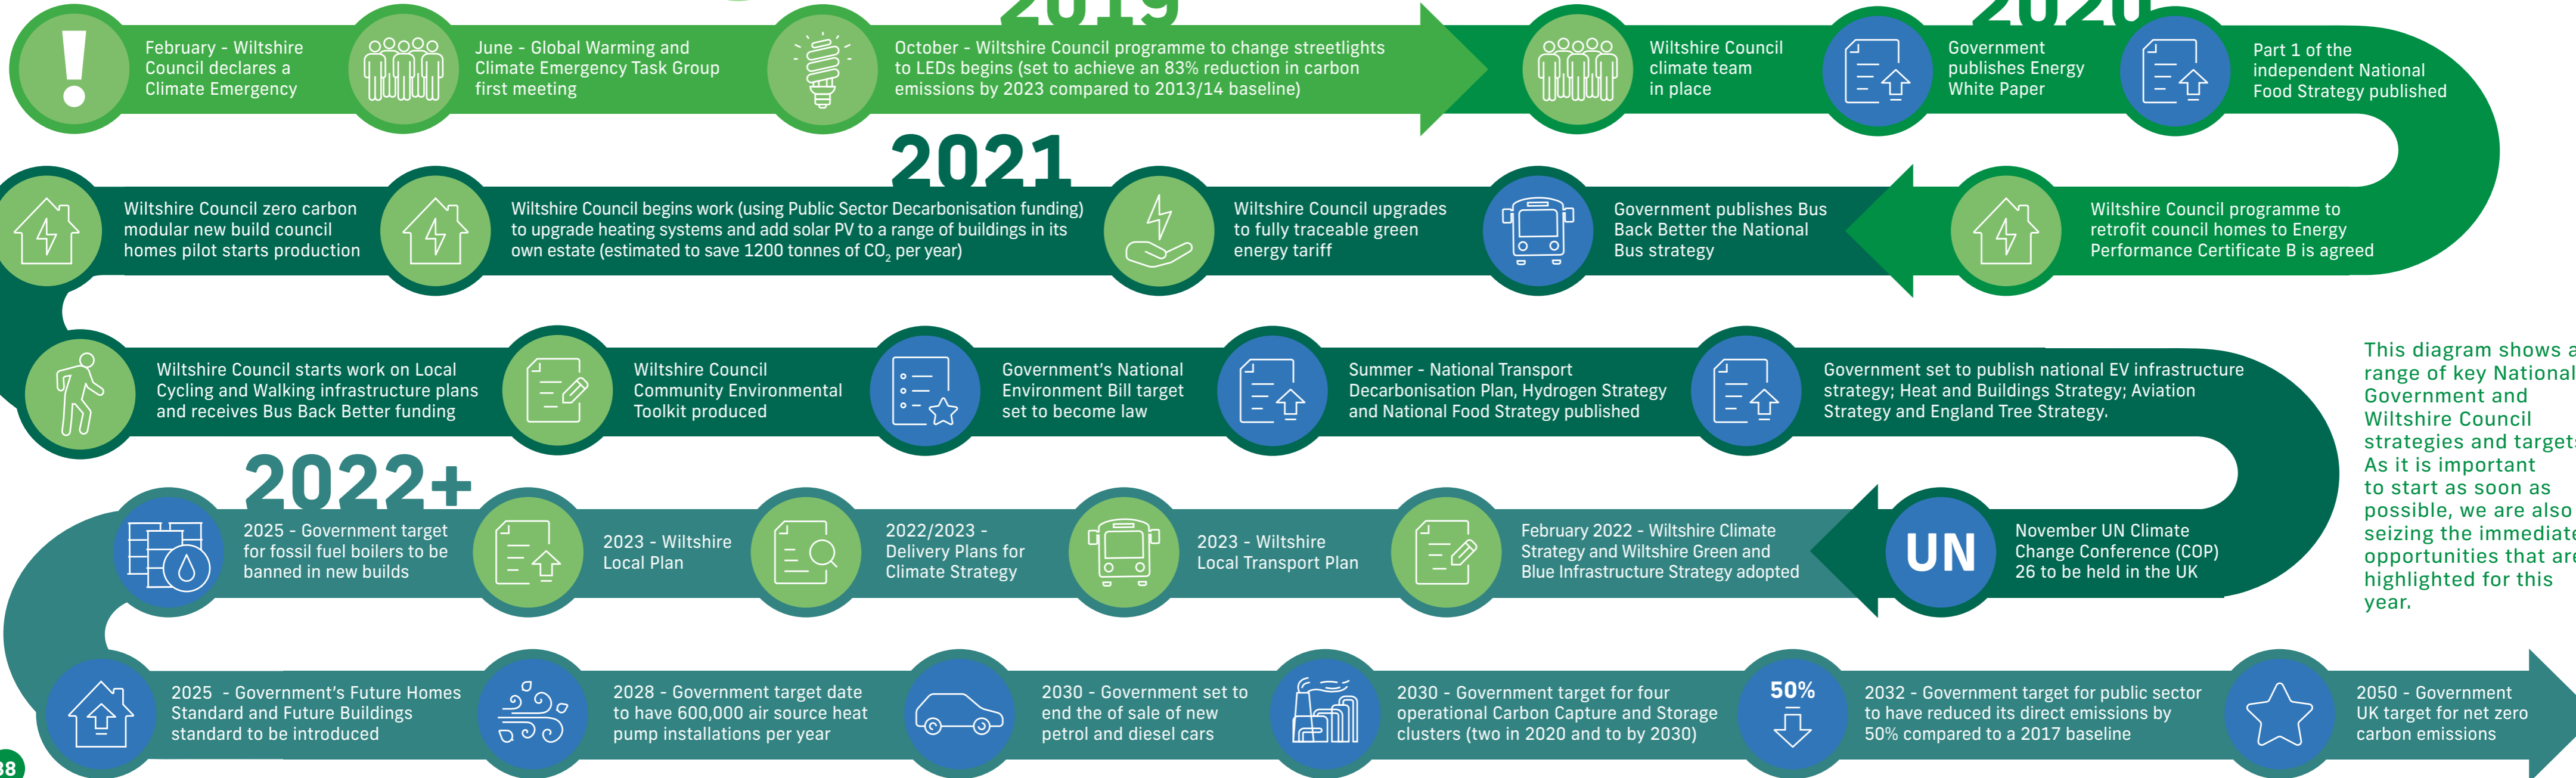 2019
2020
February - Wiltshire
Council declares a
Climate Emergency
June - Global Warming and
Climate Emergency Task Group
first meeting
October - Wiltshire Council programme to change streetlights
to LEDs begins (set to achieve an 83% reduction in carbon
emissions by 2023 compared to 2013/14 baseline)
Wiltshire Council
climate team
in place
Government
publishes Energy
White Paper
Part 1 of the
independent National
Food Strategy published
2021
Wiltshire Council programme to
retrofit council homes to Energy
Performance Certificate B is agreed
Government publishes Bus
Back Better the National
Bus strategy
Wiltshire Council upgrades
to fully traceable green
energy tariff
Wiltshire Council begins work (using Public Sector Decarbonisation funding)
to upgrade heating systems and add solar PV to a range of buildings in its
own estate (estimated to save 1200 tonnes of CO₂ per year)
Wiltshire Council zero carbon
modular new build council
homes pilot starts production
Wiltshire Council starts work on Local
Cycling and Walking infrastructure plans
and receives Bus Back Better funding
Wiltshire Council
Community Environmental
Toolkit produced
Government's National
Environment Bill target
set to become law
Summer - National Transport
Decarbonisation Plan, Hydrogen Strategy
and National Food Strategy published
Government set to publish national EV infrastructure
strategy; Heat and Buildings Strategy; Aviation
Strategy and England Tree Strategy.
UN
November UN Climate
Change Conference (COP)
26 to be held in the UK
2022+
February 2022 - Wiltshire Climate
Strategy and Wiltshire Green and
Blue Infrastructure Strategy adopted
2023 - Wiltshire
Local Transport Plan
2022/2023 -
Delivery Plans for
Climate Strategy
2023 - Wiltshire
Local Plan
2025 - Government target
for fossil fuel boilers to be
banned in new builds
2025 - Government's Future Homes
Standard and Future Buildings
standard to be introduced
2028 - Government target date
to have 600,000 air source heat
pump installations per year
2030 - Government set to
end the of sale of new
petrol and diesel cars
2030 - Government target for four
operational Carbon Capture and Storage
clusters (two in 2020 and to by 2030)
50%
2032 - Government target for public sector
to have reduced its direct emissions by
50% compared to a 2017 baseline
2050 - Government
UK target for net zero
carbon emissions
This diagram shows a
range of key National
Government and
Wiltshire Council
strategies and targets
As it is important
to start as soon as
possible, we are also
seizing the immediate
opportunities that are
highlighted for this
year.
38